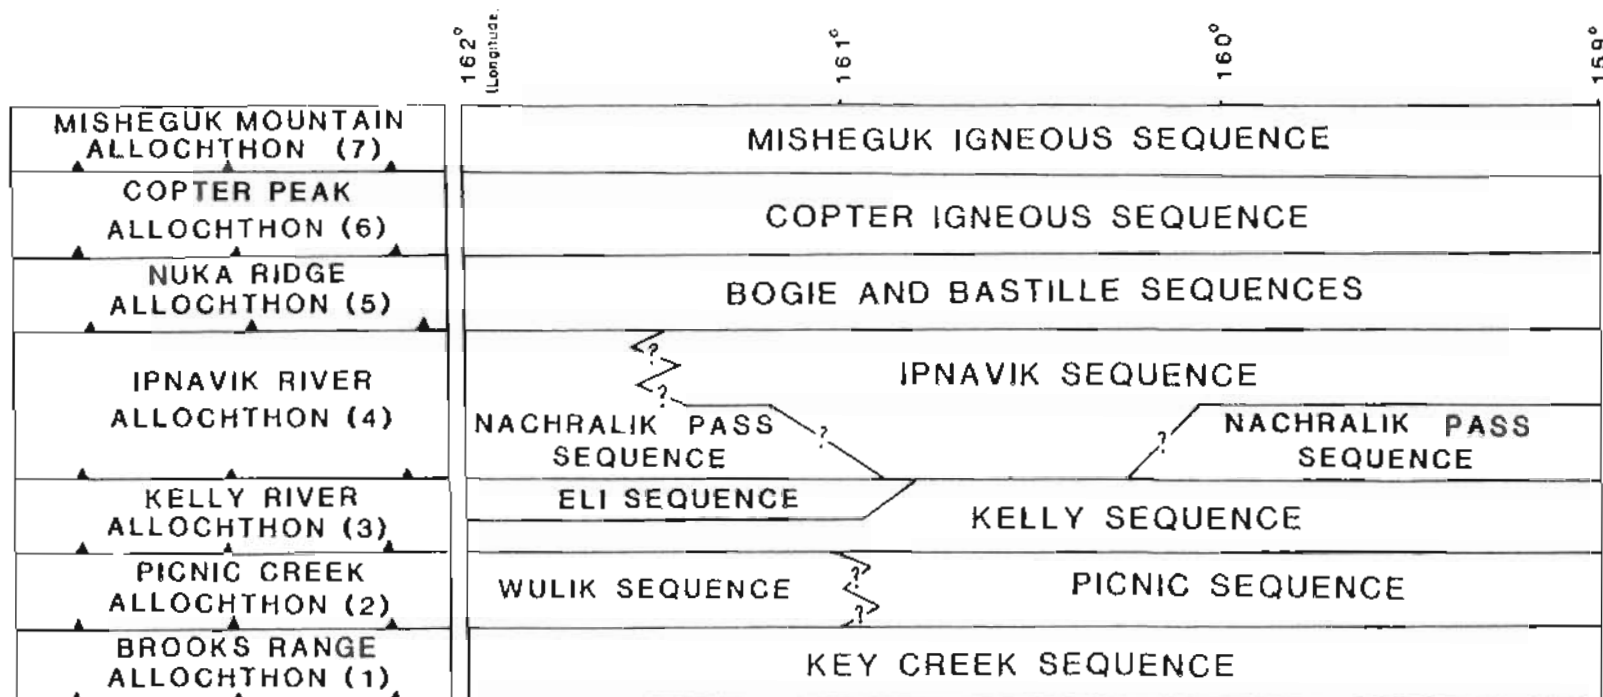 162°
(Longitude.
161°
160°
159°
MISHEGUK MOUNTAIN
ALLOCHTHON (7)
MISHEGUK IGNEOUS SEQUENCE
COPTER PEAK
ALLOCHTHON (6)
COPTER IGNEOUS SEQUENCE
NUKA RIDGE
ALLOCHTHON (5)
BOGIE AND BASTILLE SEQUENCES
IPNAVIK RIVER
ALLOCHTHON (4)
?
?
IPNAVIK SEQUENCE
NACHRALIK PASS
SEQUENCE
?
?
NACHRALIK PASS
SEQUENCE
KELLY RIVER
ALLOCHTHON (3)
ELI SEQUENCE
KELLY SEQUENCE
PICNIC CREEK
ALLOCHTHON (2)
WULIK SEQUENCE
?
?
PICNIC SEQUENCE
BROOKS RANGE
ALLOCHTHON (1)
KEY CREEK SEQUENCE